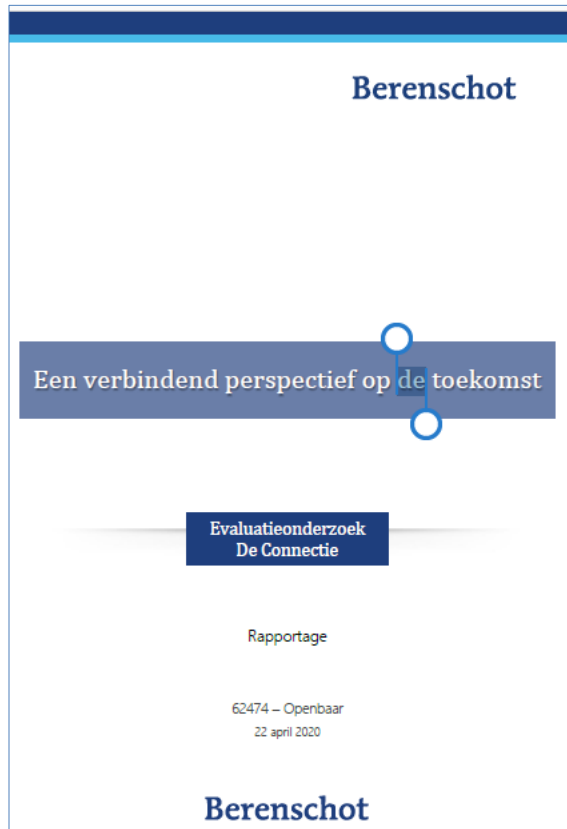 Berenschot
Een verbindend perspectief op de toekomst
Evaluatieonderzoek
De Connectie
Rapportage
62474 – Openbaar
22 april 2020
Berenschot